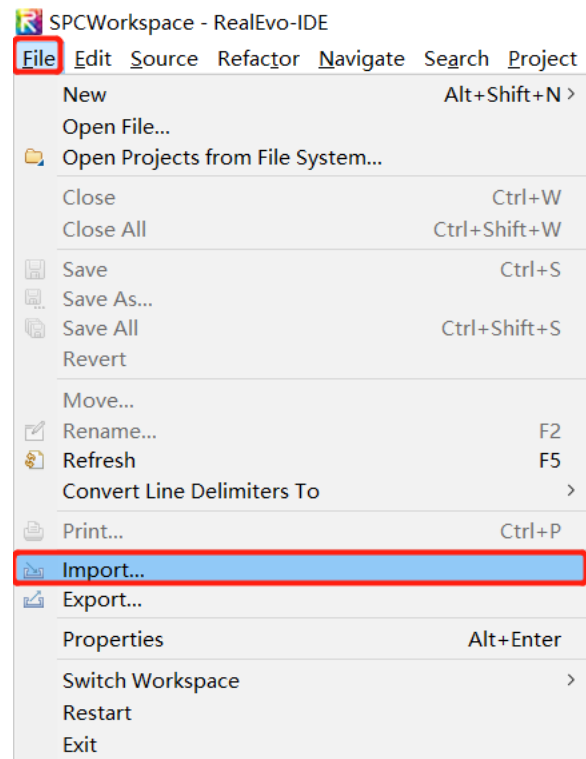 SPCWorkspace - RealEvo-IDE
File Edit Source Refactor Navigate Search Project
New Alt+Shift+N >
Open File...
Open Projects from File System...
Close Ctrl+W
Close All Ctrl+Shift+W
Save Ctrl+S
Save As...
Save All Ctrl+Shift+S
Revert
Move...
Rename... F2
Refresh F5
Convert Line Delimiters To >
Print... Ctrl+P
Import...
Export...
Properties Alt+Enter
Switch Workspace >
Restart
Exit